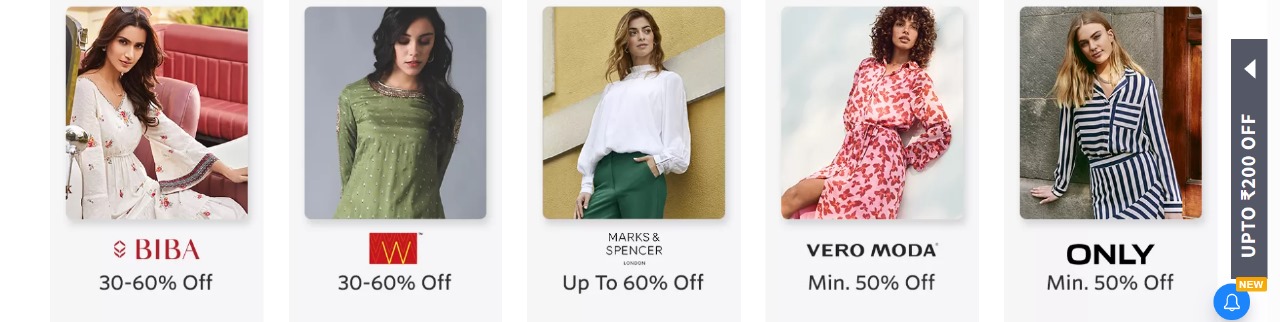 BIBA
30-60% Off
W™
30-60% Off
MARKS &
SPENCER
LONDON
Up To 60% Off
VERO MODA®
Min. 50% Off
ONLY
Min. 50% Off
UPTO ₹200 OFF
NEW